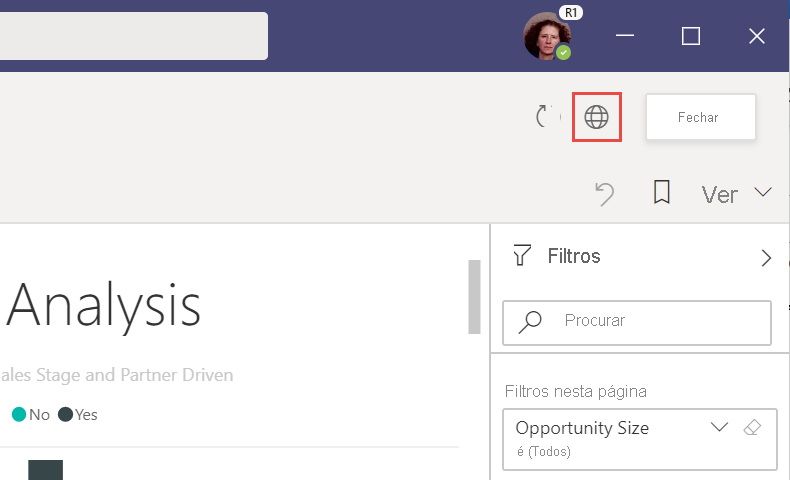 R1
Fechar
Ver
Filtros
Analysis
Procurar
ales Stage and Partner Driven
Filtros nesta página
No Yes
Opportunity Size
é (Todos)